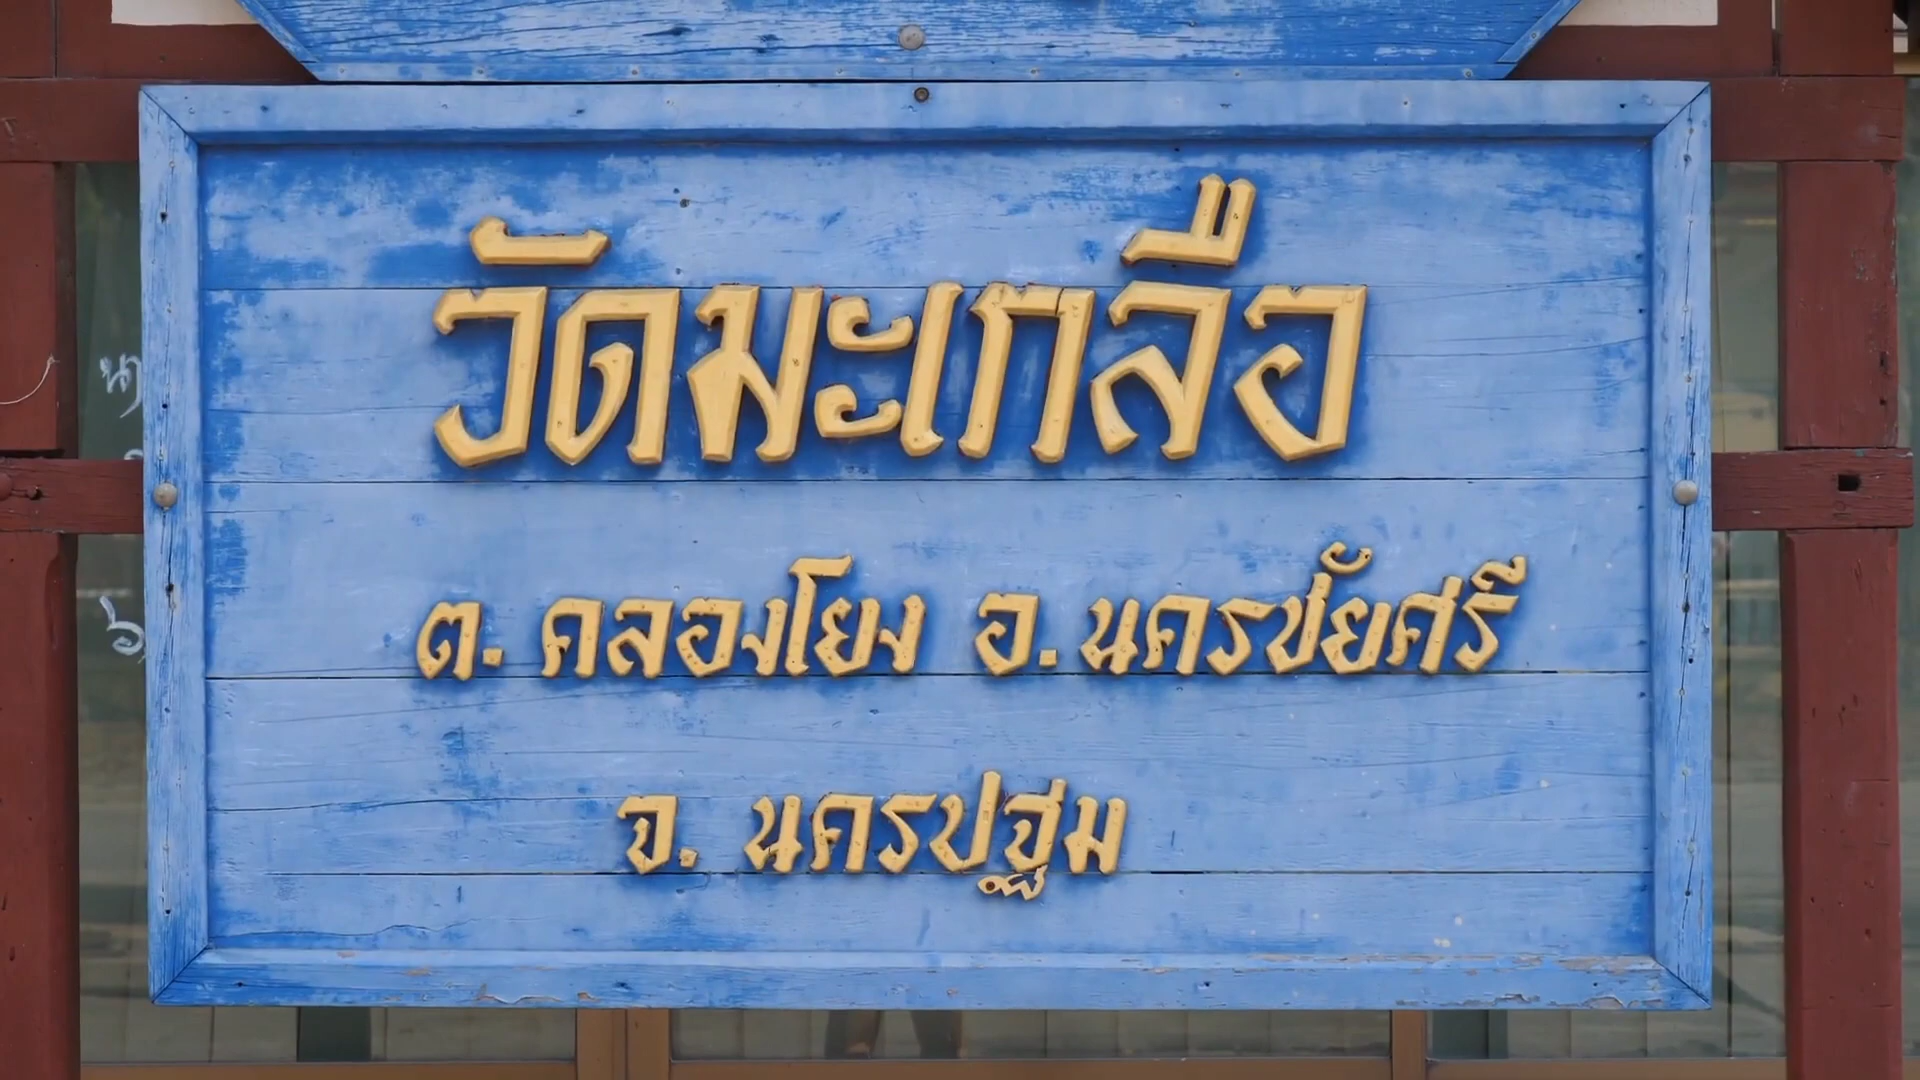 วัดมะเกลือ
ต. คลองโยง อ. นครชัยศรี
จ. นครปฐม